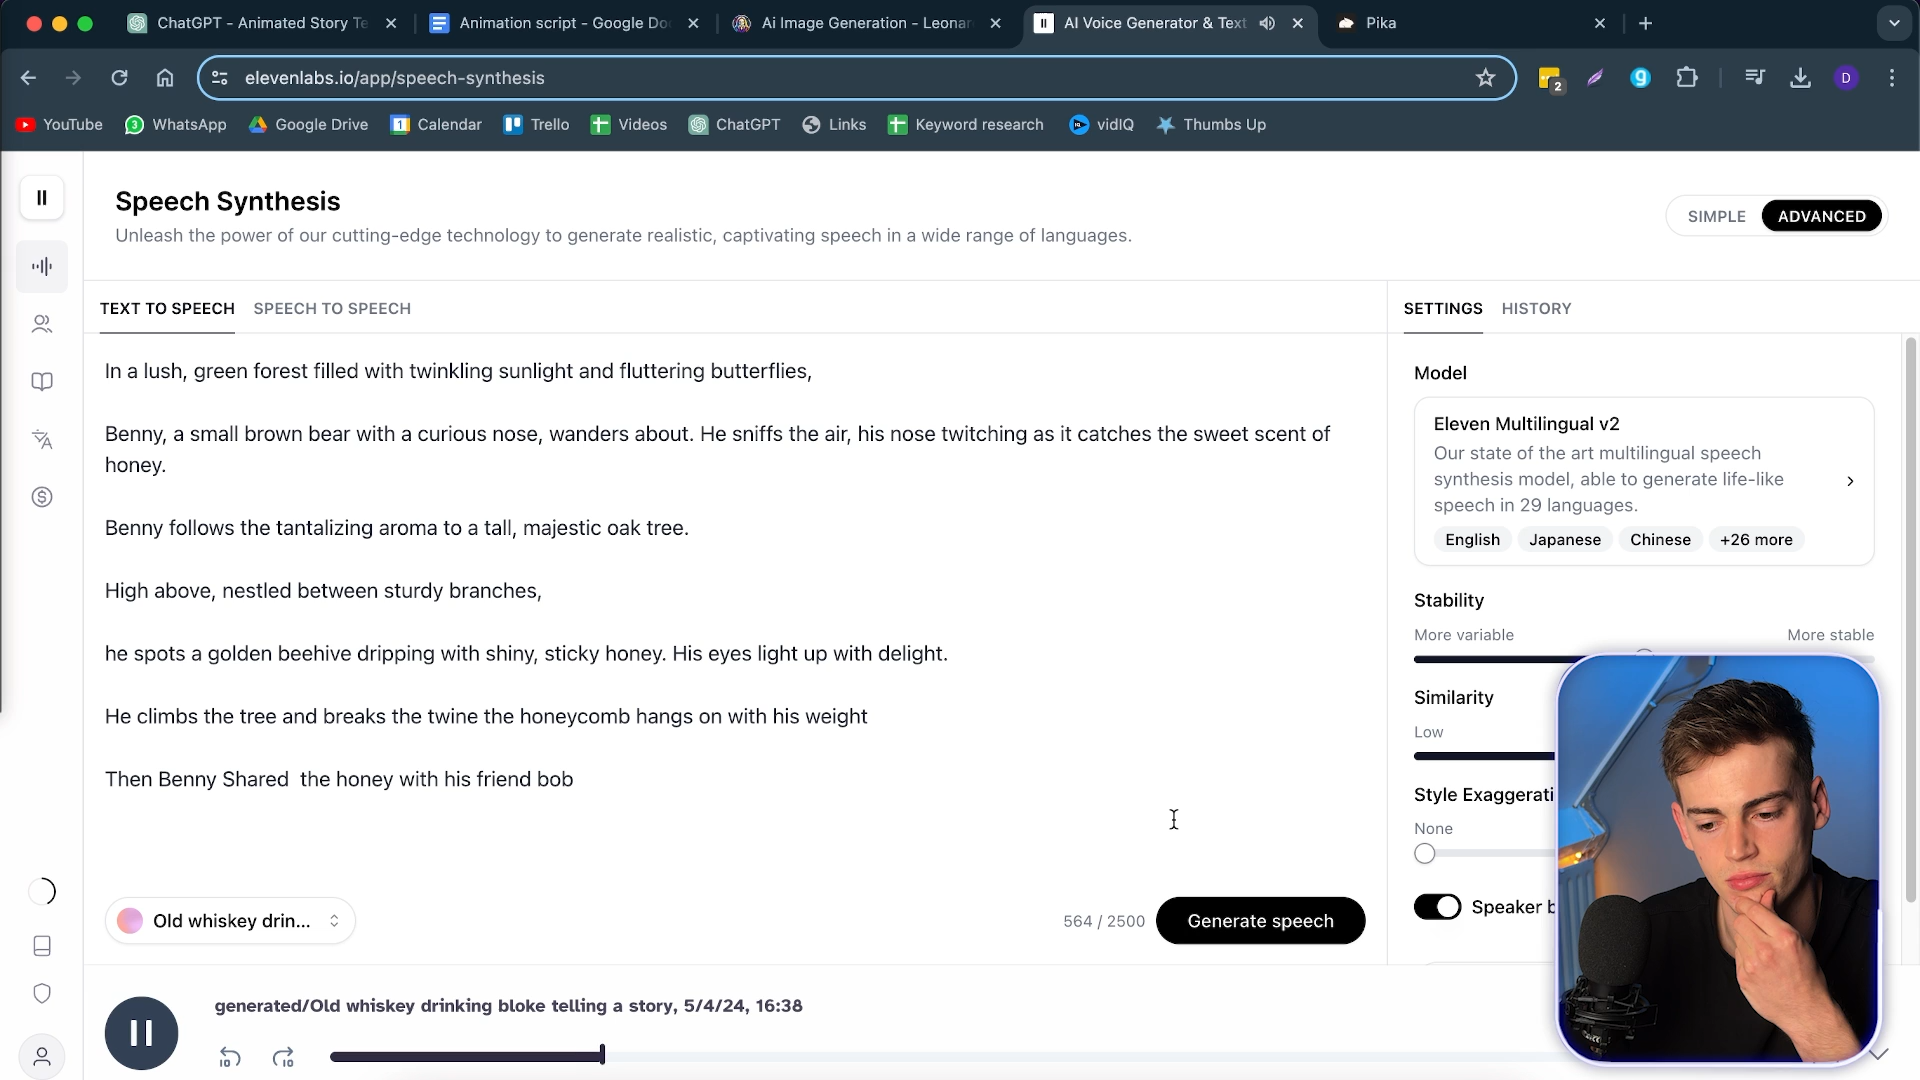 ChatGPT - Animated Story Te
Animation script - Google Do
Ai Image Generation - Leonar
AI Voice Generator & Text
Pika
elevenlabs.io/app/speech-synthesis
2
g
D
YouTube
3
WhatsApp
Google Drive
1
Calendar
Trello
Videos
ChatGPT
Links
Keyword research
vidIQ
Thumbs Up
Speech Synthesis
Unleash the power of our cutting-edge technology to generate realistic, captivating speech in a wide range of languages.
SIMPLE
ADVANCED
TEXT TO SPEECH
SPEECH TO SPEECH
SETTINGS
HISTORY
In a lush, green forest filled with twinkling sunlight and fluttering butterflies,
Benny, a small brown bear with a curious nose, wanders about. He sniffs the air, his nose twitching as it catches the sweet scent of
honey.
Benny follows the tantalizing aroma to a tall, majestic oak tree.
High above, nestled between sturdy branches,
he spots a golden beehive dripping with shiny, sticky honey. His eyes light up with delight.
He climbs the tree and breaks the twine the honeycomb hangs on with his weight
Then Benny Shared  the honey with his friend bob
Model
Eleven Multilingual v2
Our state of the art multilingual speech
synthesis model, able to generate life-like
speech in 29 languages.
English
Japanese
Chinese
+26 more
Stability
More variable
More stable
Similarity
Low
Style Exaggerati
None
Speaker b
Old whiskey drin...
564 / 2500
Generate speech
generated/Old whiskey drinking bloke telling a story, 5/4/24, 16:38
10
10